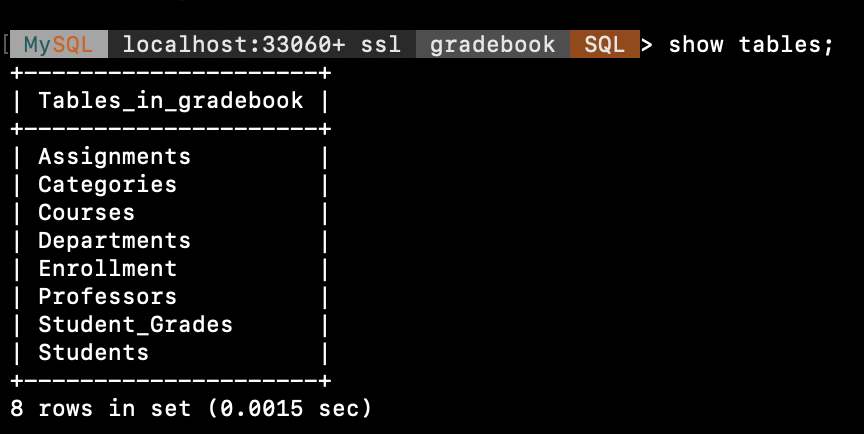 MySQL localhost:33060+ ssl gradebook SQL > show tables;
+----------------------+
| Tables_in_gradebook |
+----------------------+
| Assignments |
| Categories |
| Courses |
| Departments |
| Enrollment |
| Professors |
| Student_Grades |
| Students |
+----------------------+
8 rows in set (0.0015 sec)